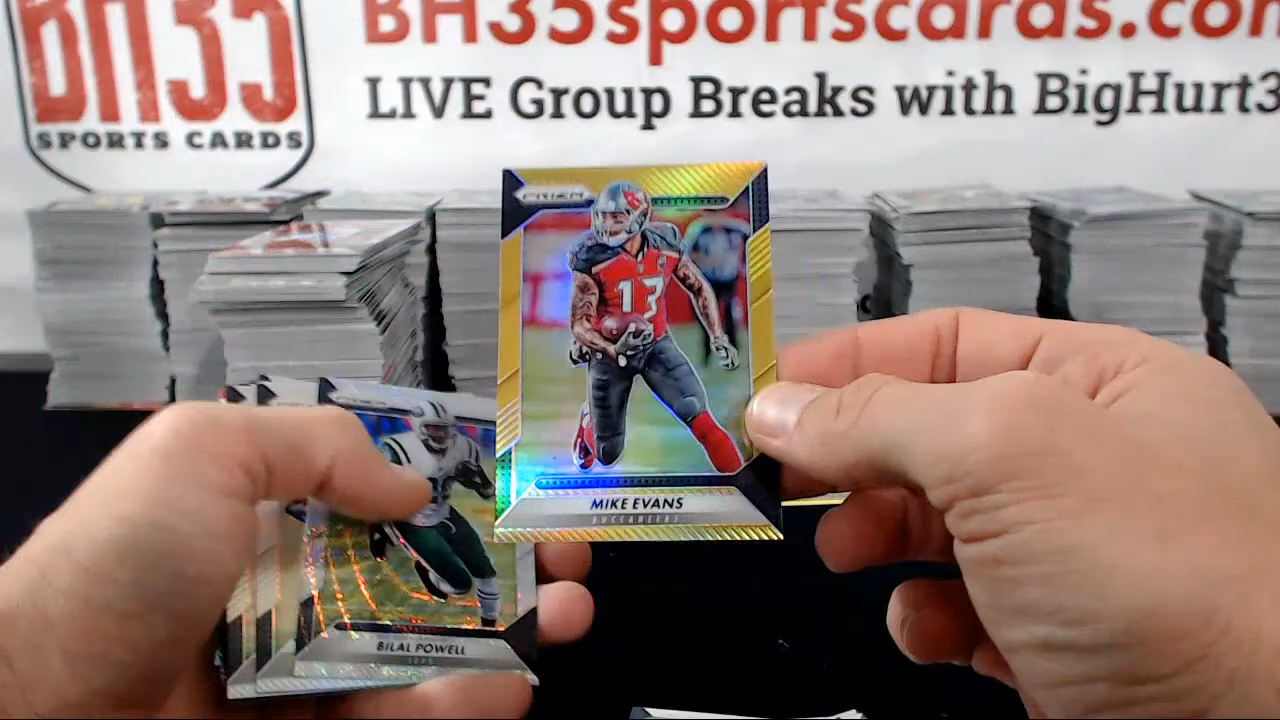 BH35
SPORTS CARDS
BH35sportscards.com
LIVE Group Breaks with BigHurt3
PRIZM
13
MIKE EVANS
BUCCANEERS
BILAL POWELL
JETS